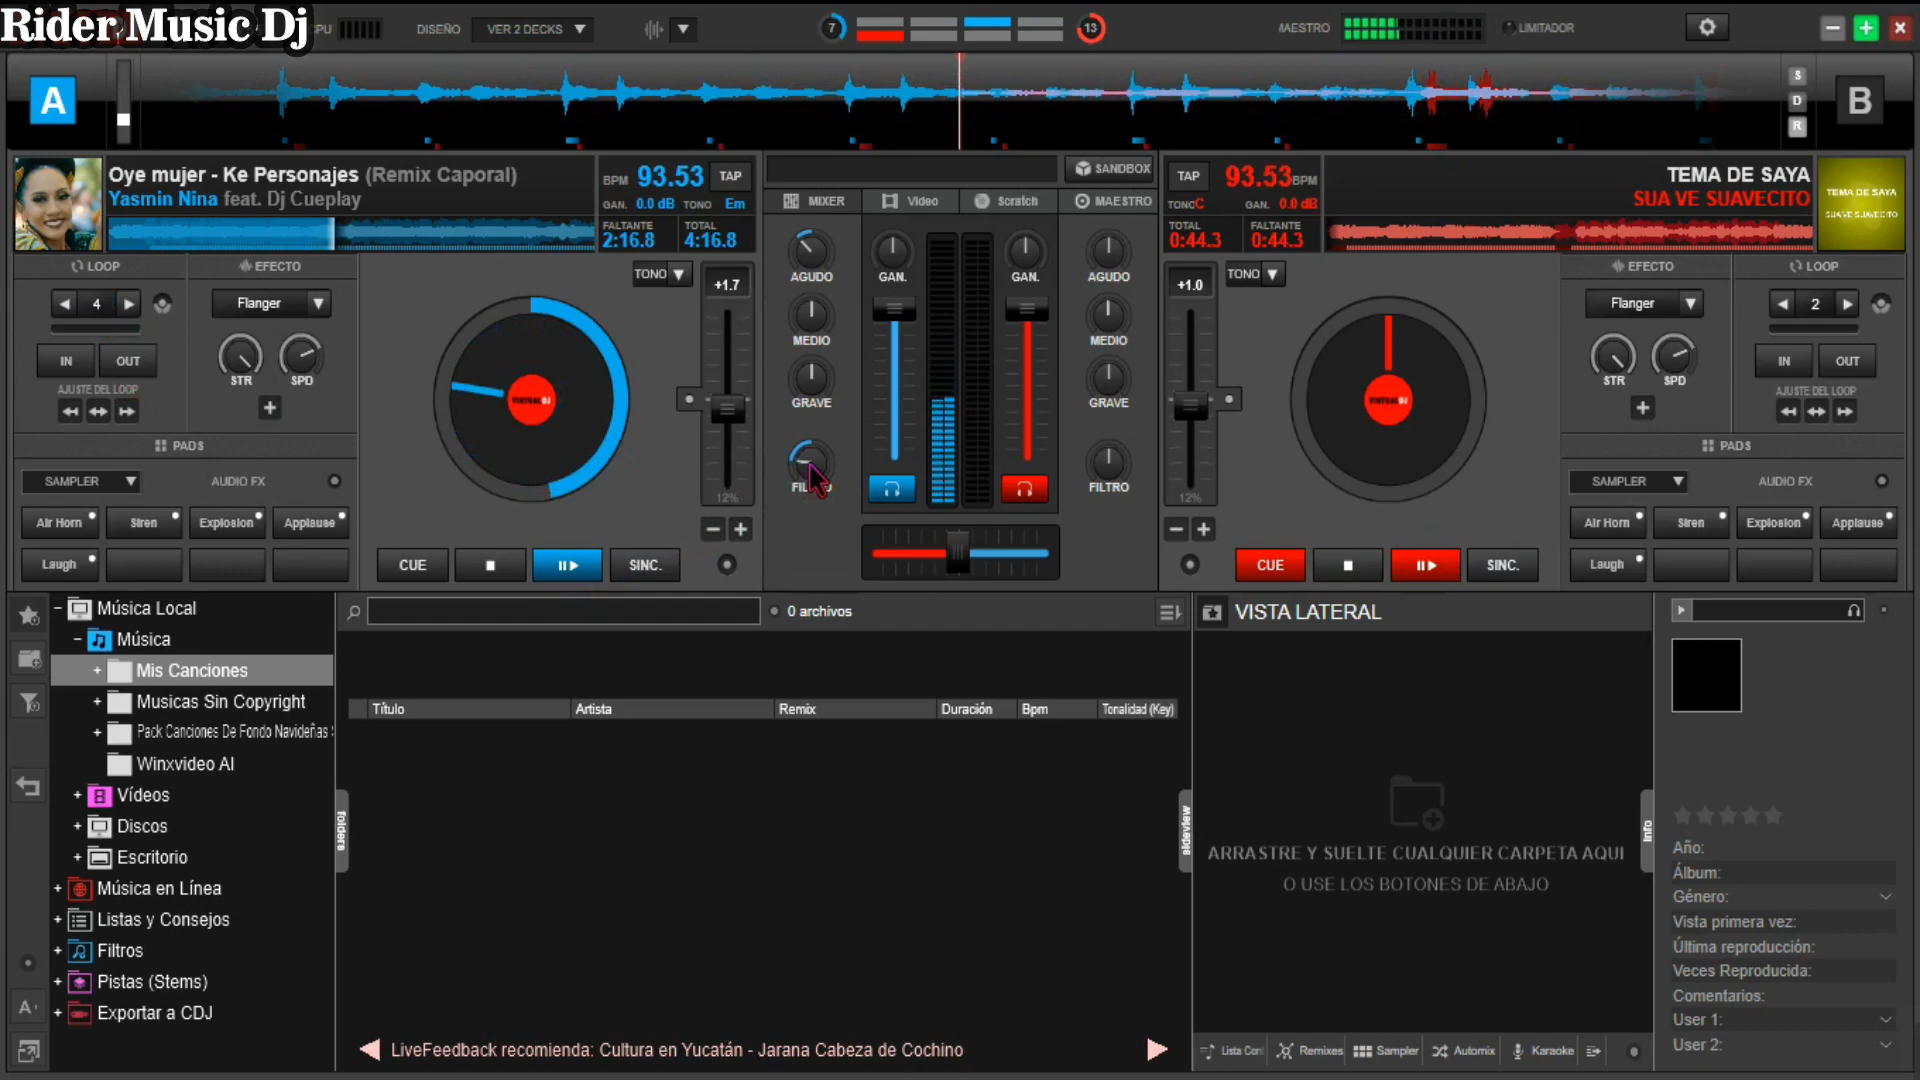 Rider Music Dj
CPU
DISEÑO
VER 2 DECKS
7
13
MAESTRO
LIMITADOR
A
S
D
R
B
Oye mujer - Ke Personajes (Remix Caporal)
Yasmin Nina feat. Dj Cueplay
BPM 93.53 TAP
GAN. 0.0 dB TONO Em
FALTANTE TOTAL
2:16.8 4:16.8
SANDBOX
MIXER Video Scratch MAESTRO
TAP 93.53 BPM
TONO C GAN. 0.0 dB
TOTAL FALTANTE
0:44.3 0:44.3
TEMA DE SAYA
SUA VE SUAVECITO
TEMA DE SAYA
SUA VE SUAVECITO
LOOP
4
IN OUT
AJUSTE DEL LOOP
EFECTO
Flanger
STR SPD
PADS
SAMPLER AUDIO FX
Air Horn Siren Explosion Applause
Laugh
TONO
+1.7
12%
VIRTUALDJ
CUE SINC.
AGUDO GAN. GAN. AGUDO
MEDIO MEDIO
GRAVE GRAVE
FILTRO
TONO
+1.0
12%
VIRTUALDJ
CUE SINC.
EFECTO
Flanger
STR SPD
LOOP
2
IN OUT
AJUSTE DEL LOOP
PADS
SAMPLER AUDIO FX
Air Horn Siren Explosion Applause
Laugh
Música Local
Música
Mis Canciones
Musicas Sin Copyright
Pack Canciones De Fondo Navideñas
Winxvideo AI
Vídeos
Discos
Escritorio
Música en Línea
Listas y Consejos
Filtros
Pistas (Stems)
Exportar a CDJ
folders
0 archivos
Título Artista Remix Duración Bpm Tonalidad (Key)
LiveFeedback recomienda: Cultura en Yucatán - Jarana Cabeza de Cochino
sideview
VISTA LATERAL
ARRASTRE Y SUELTE CUALQUIER CARPETA AQUI
O USE LOS BOTONES DE ABAJO
Lista Cont Remixes Sampler Automix Karaoke
info
Año:
Álbum:
Género:
Vista primera vez:
Última reproducción:
Veces Reproducida:
Comentarios:
User 1:
User 2: